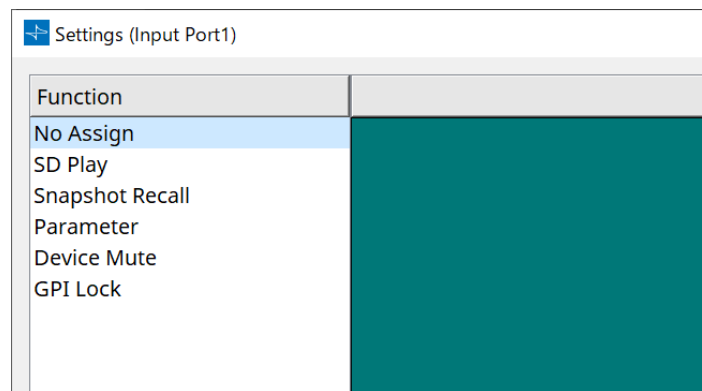 Settings (Input Port1)
Function
No Assign
SD Play
Snapshot Recall
Parameter
Device Mute
GPI Lock